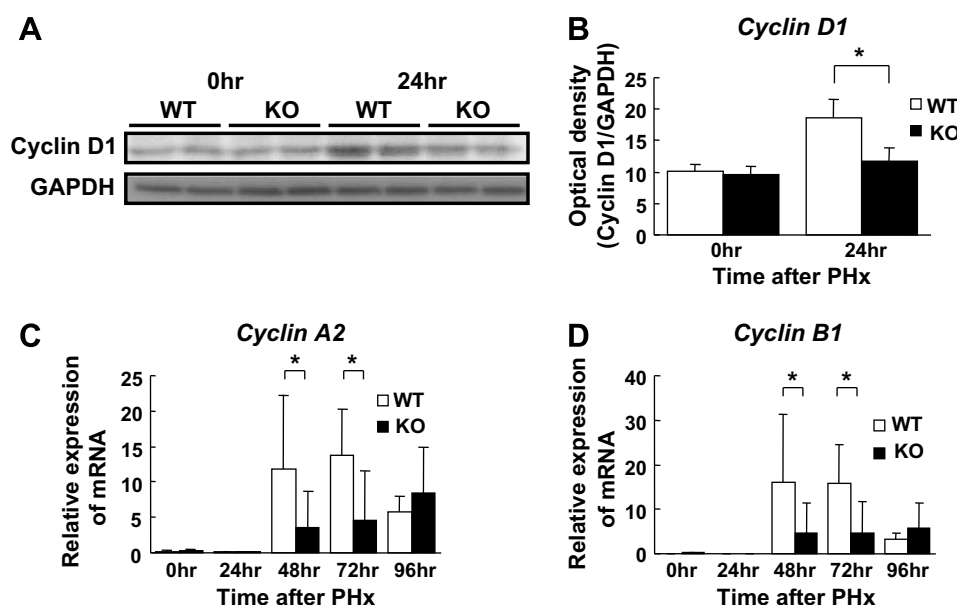 A
0hr 24hr
WT KO WT KO
Cyclin D1
GAPDH
B
Cyclin D1
Optical density
(Cyclin D1/GAPDH)
25
20
15
10
5
0
*
WT
KO
0hr 24hr
Time after PHx
C
Cyclin A2
Relative expression
of mRNA
25
20
15
10
5
0
* *
WT
KO
0hr 24hr 48hr 72hr 96hr
Time after PHx
D
Cyclin B1
Relative expression
of mRNA
40
30
20
10
0
* *
WT
KO
0hr 24hr 48hr 72hr 96hr
Time after PHx